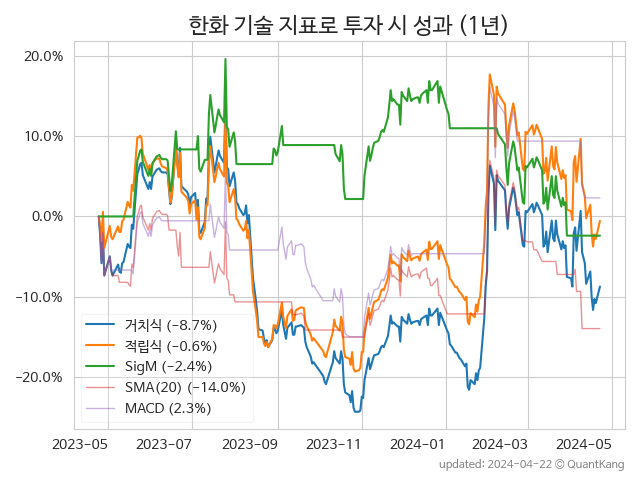 한화 기술 지표로 투자 시 성과 (1년)
20.0%
10.0%
0.0%
−10.0%
−20.0%
거치식 (−8.7%)
적립식 (−0.6%)
SigM (−2.4%)
SMA(20) (−14.0%)
MACD (2.3%)
2023-05 2023-07 2023-09 2023-11 2024-01 2024-03 2024-05
updated: 2024-04-22 © QuantKang